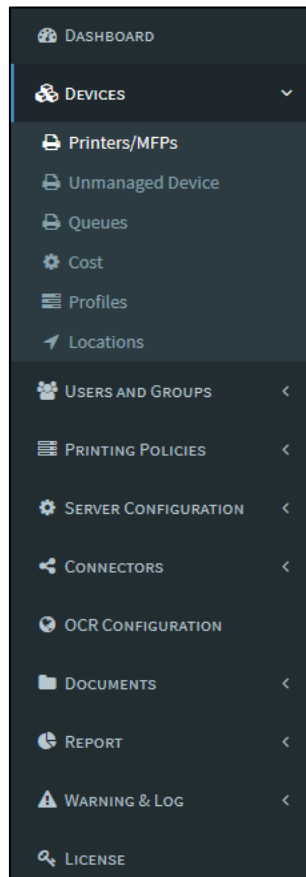 Dashboard
Devices
Printers/MFPs
Unmanaged Device
Queues
Cost
Profiles
Locations
Users and Groups
Printing Policies
Server Configuration
Connectors
OCR Configuration
Documents
Report
Warning & Log
License